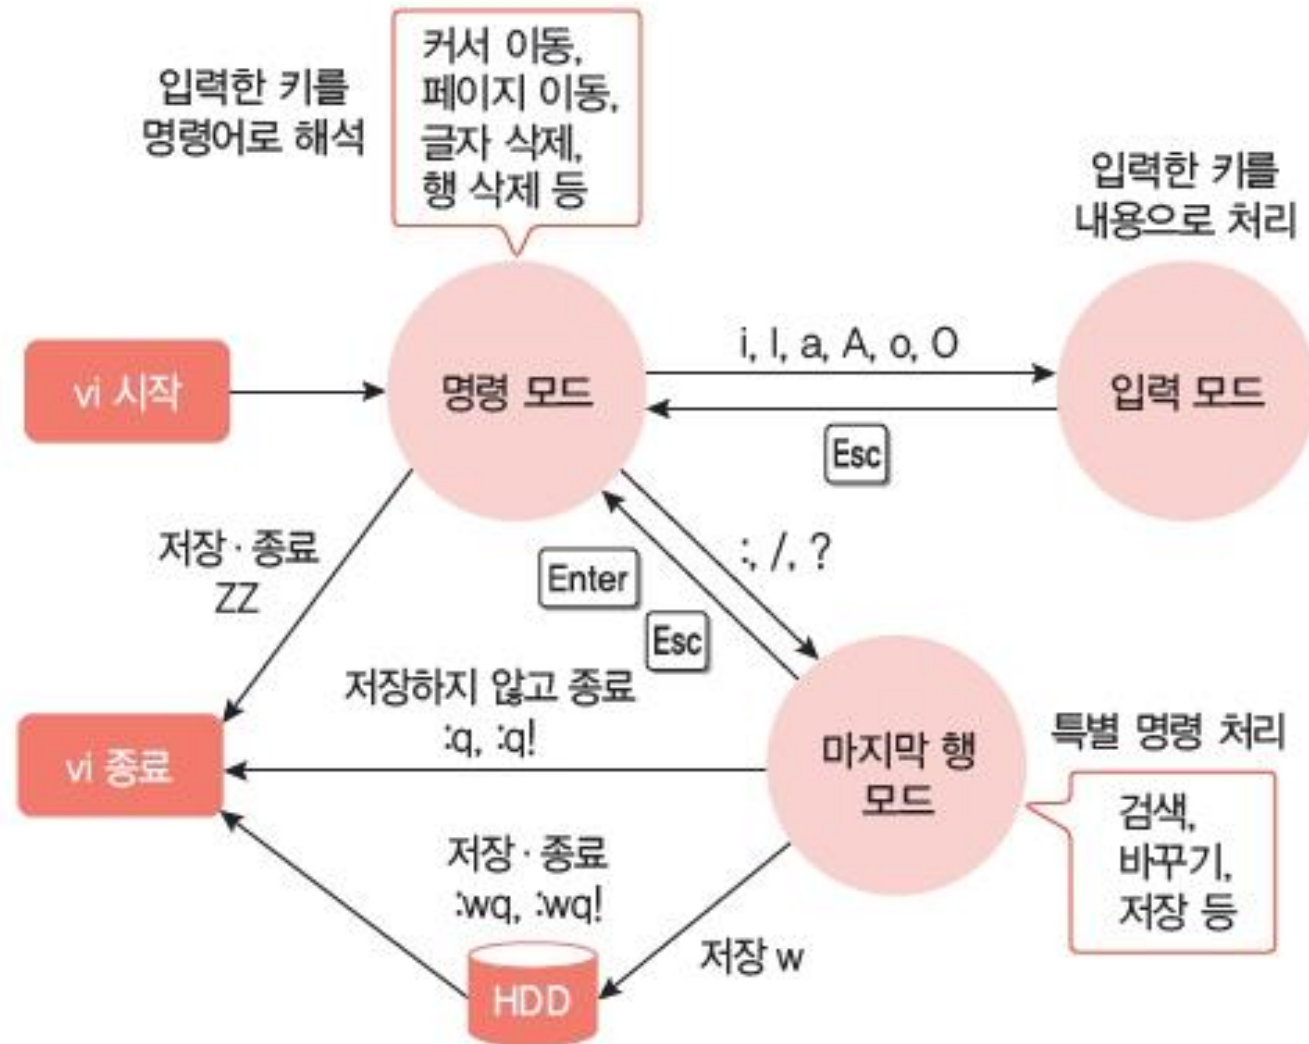 입력한 키를
명령어로 해석
커서 이동,
페이지 이동,
글자 삭제,
행 삭제 등
입력한 키를
내용으로 처리
vi 시작
명령 모드
i, I, a, A, o, O
입력 모드
Esc
저장 · 종료
ZZ
:, /, ?
Enter
Esc
저장하지 않고 종료
:q, :q!
vi 종료
마지막 행
모드
특별 명령 처리
검색,
바꾸기,
저장 등
저장 · 종료
:wq, :wq!
저장 w
HDD